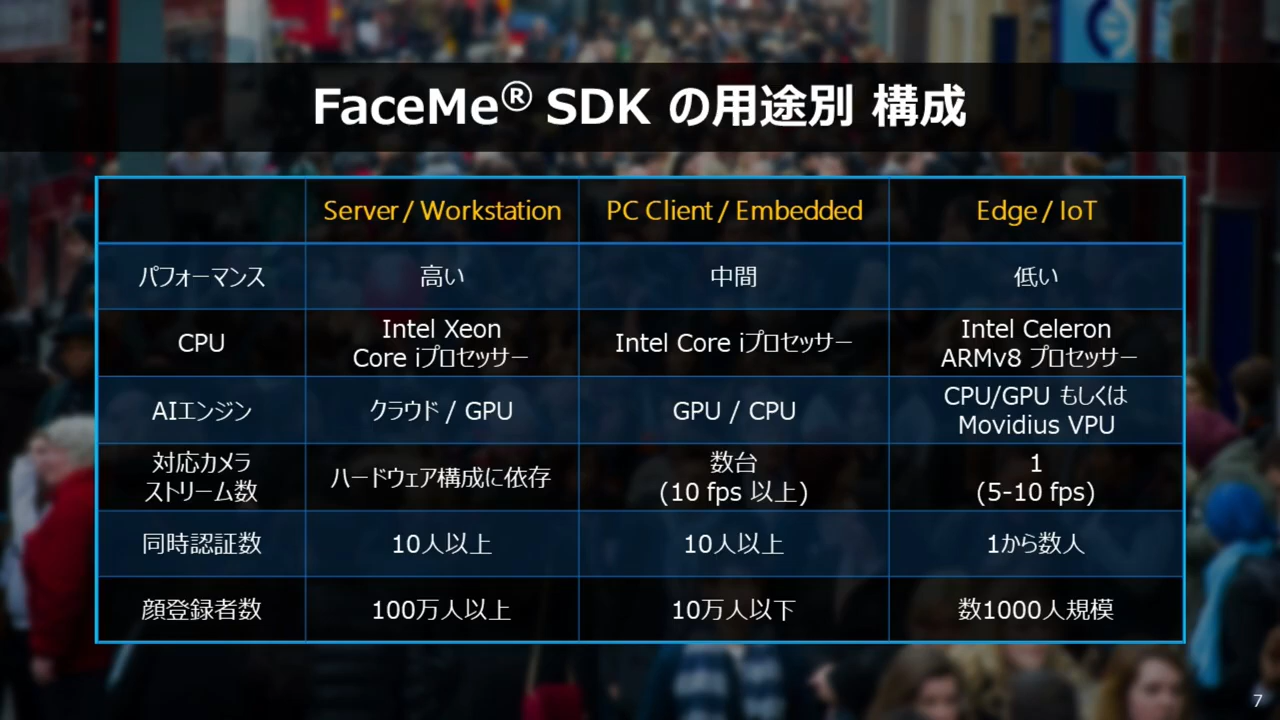 FaceMe® SDK の用途別 構成
Server / Workstation
PC Client / Embedded
Edge / IoT
パフォーマンス
高い
中間
低い
CPU
Intel Xeon
Core iプロセッサー
Intel Core iプロセッサー
Intel Celeron
ARMv8 プロセッサー
AIエンジン
クラウド / GPU
GPU / CPU
CPU/GPU もしくは
Movidius VPU
対応カメラ
ストリーム数
ハードウェア構成に依存
数台
(10 fps 以上)
1
(5-10 fps)
同時認証数
10人以上
10人以上
1から数人
顔登録者数
100万人以上
10万人以下
数1000人規模
7